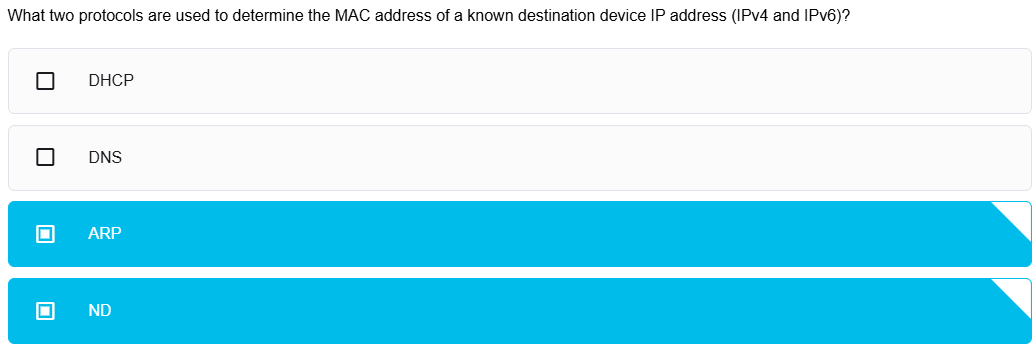 What two protocols are used to determine the MAC address of a known destination device IP address (IPv4 and IPv6)?
DHCP
DNS
ARP
ND